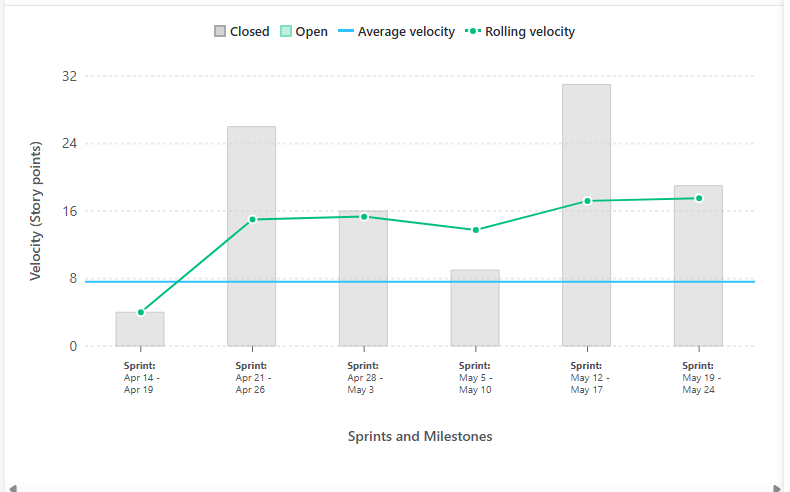 Closed Open Average velocity Rolling velocity
Velocity (Story points)
32
24
16
8
0
Sprint: Sprint: Sprint: Sprint: Sprint: Sprint:
Apr 14 - Apr 21 - Apr 28 - May 5 - May 12 - May 19 -
Apr 19 Apr 26 May 3 May 10 May 17 May 24
Sprints and Milestones